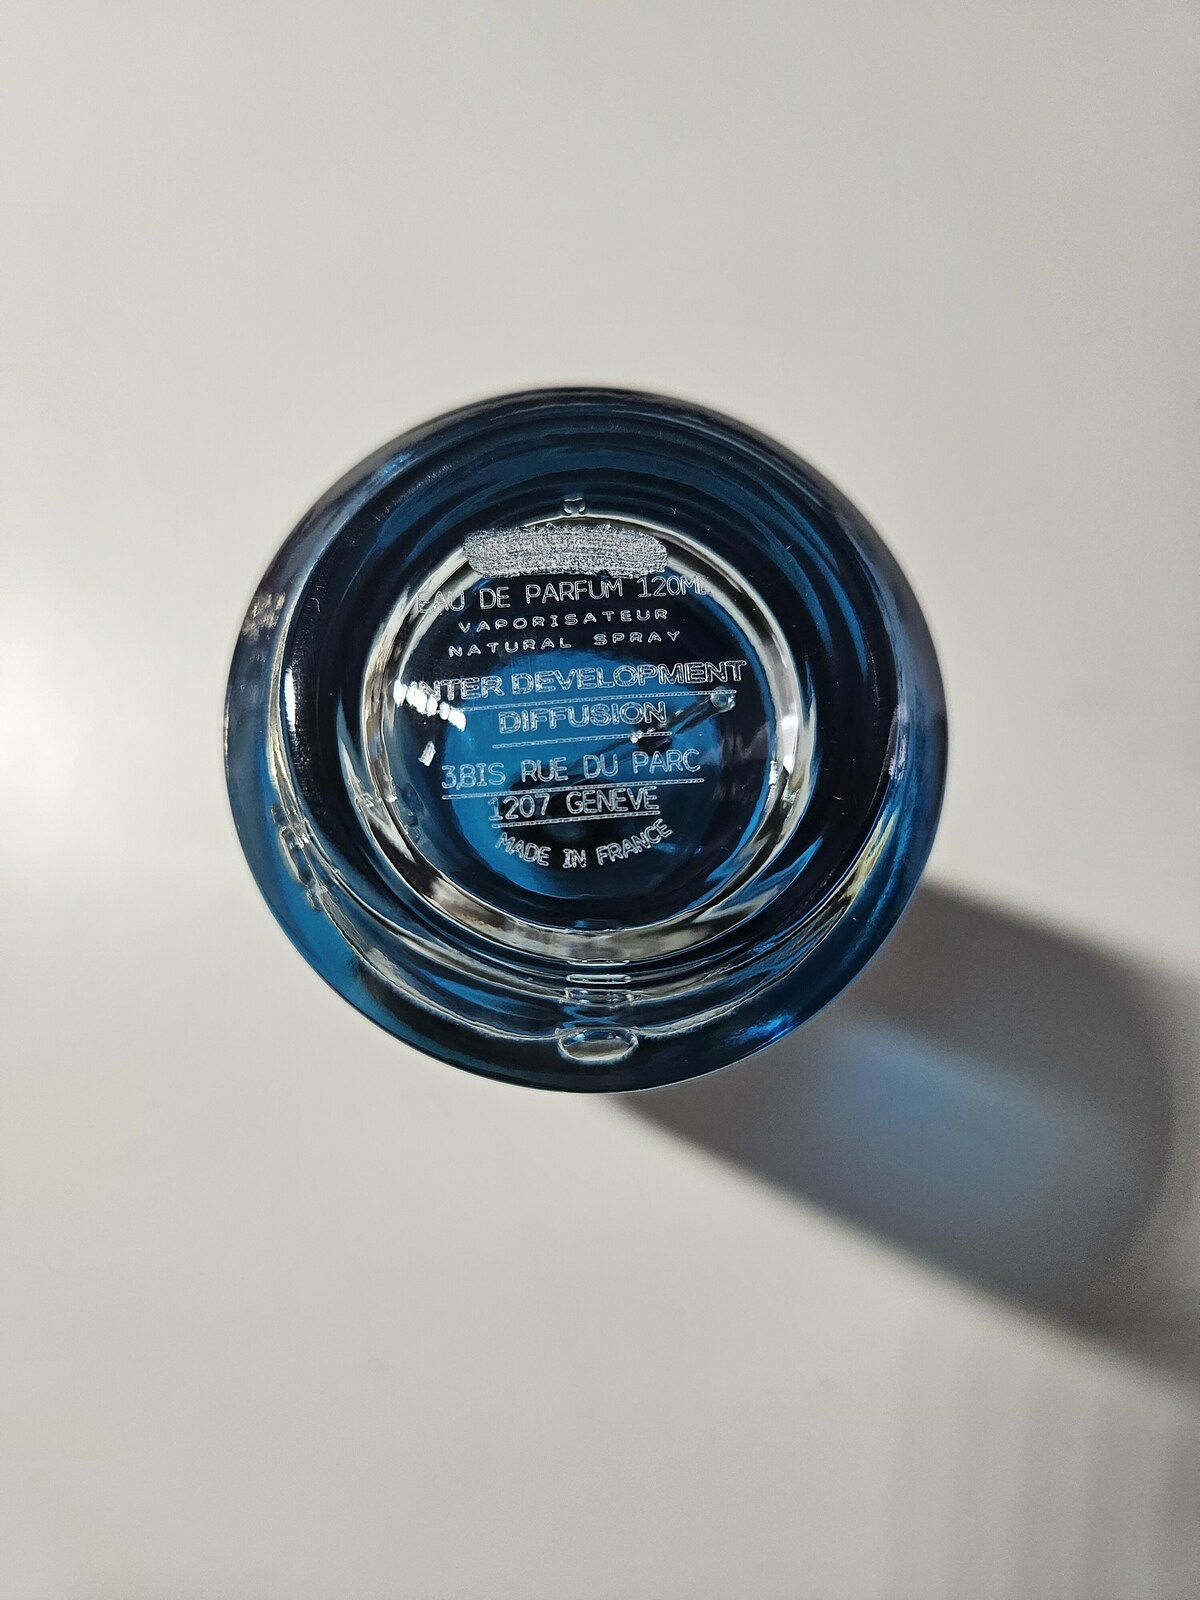 EAU DE PARFUM 120ML
VAPORISATEUR
NATURAL SPRAY
INTER DEVELOPMENT
DIFFUSION
3,BIS RUE DU PARC
1207 GENEVE
MADE IN FRANCE